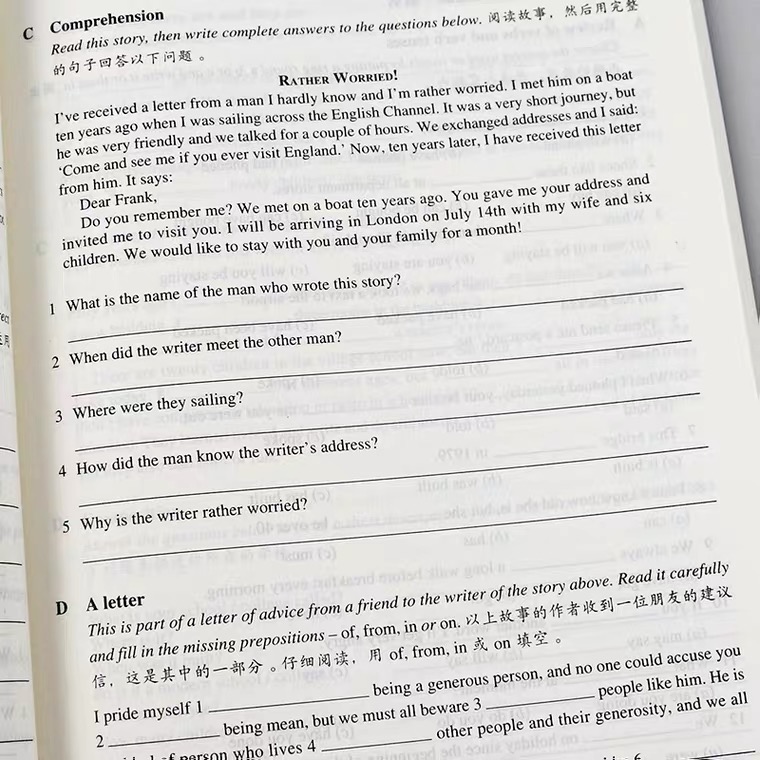 C Comprehension
Read this story, then write complete answers to the questions below. 阅读故事，然后用完整
的句子回答以下问题。
RATHER WORRIED!
I've received a letter from a man I hardly know and I'm rather worried. I met him on a boat
ten years ago when I was sailing across the English Channel. It was a very short journey, but
he was very friendly and we talked for a couple of hours. We exchanged addresses and I said:
'Come and see me if you ever visit England.' Now, ten years later, I have received this letter
from him. It says:
Dear Frank,
Do you remember me? We met on a boat ten years ago. You gave me your address and
invited me to visit you. I will be arriving in London on July 14th with my wife and six
children. We would like to stay with you and your family for a month!
1 What is the name of the man who wrote this story?
2 When did the writer meet the other man?
3 Where were they sailing?
4 How did the man know the writer's address?
5 Why is the writer rather worried?
D A letter
This is part of a letter of advice from a friend to the writer of the story above. Read it carefully
and fill in the missing prepositions – of, from, in or on. 以上故事的作者收到一位朋友的建议
信，这是其中的一部分。仔细阅读，用 of, from, in 或 on 填空。
I pride myself 1 ____________ being a generous person, and no one could accuse you
2 ____________ being mean, but we must all beware 3 ____________ people like him. He is
of person who lives 4 ____________ other people and their generosity, and we all